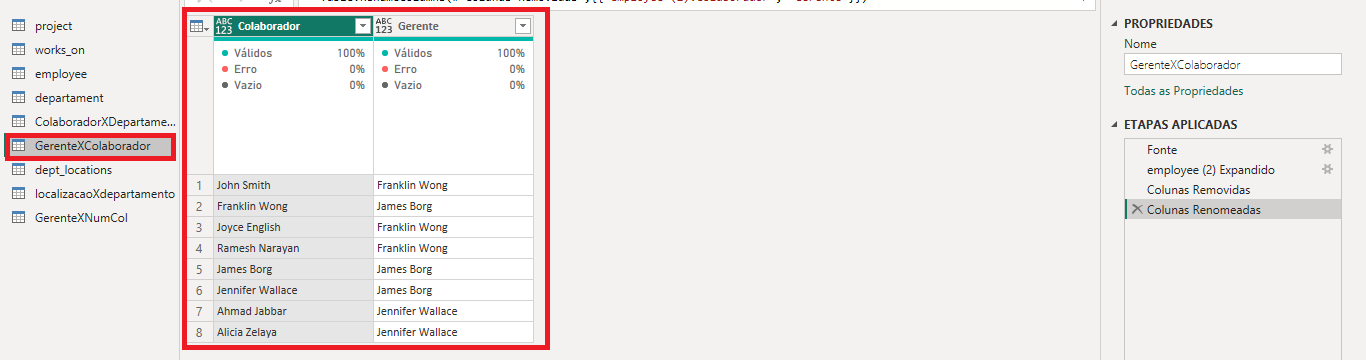 project
works_on
employee
departament
ColaboradorXDepartame...
GerenteXColaborador
dept_locations
localizacaoXdepartamento
GerenteXNumCol
ABC 123 Colaborador ABC 123 Gerente
Válidos 100% Válidos 100%
Erro 0% Erro 0%
Vazio 0% Vazio 0%
1 John Smith Franklin Wong
2 Franklin Wong James Borg
3 Joyce English Franklin Wong
4 Ramesh Narayan Franklin Wong
5 James Borg James Borg
6 Jennifer Wallace James Borg
7 Ahmad Jabbar Jennifer Wallace
8 Alicia Zelaya Jennifer Wallace
PROPRIEDADES
Nome
GerenteXColaborador
Todas as Propriedades
ETAPAS APLICADAS
Fonte
employee (2) Expandido
Colunas Removidas
Colunas Renomeadas